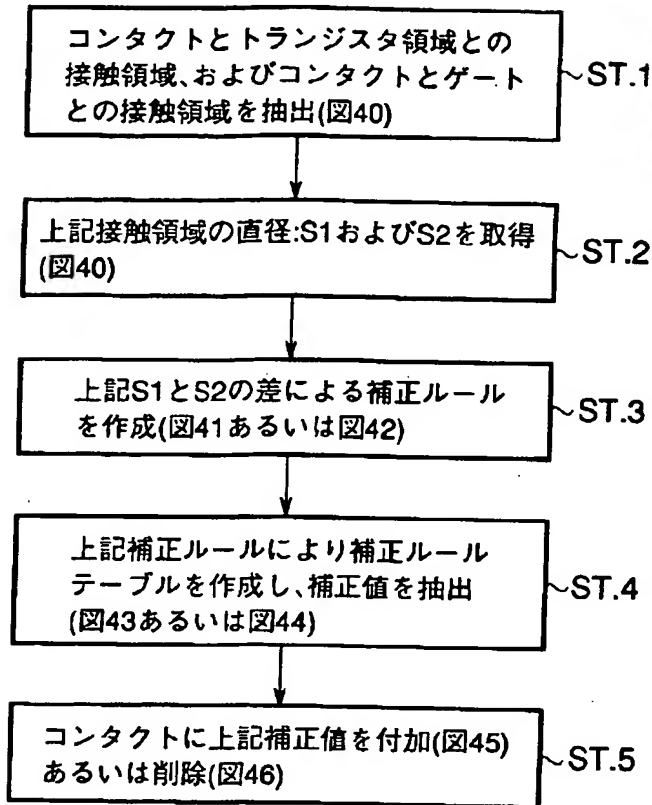 コンタクトとトランジスタ領域との
接触領域、およびコンタクトとゲート
との接触領域を抽出(図40)
ST.1
上記接触領域の直径:S1およびS2を取得
(図40)
ST.2
上記S1とS2の差による補正ルール
を作成(図41あるいは図42)
ST.3
上記補正ルールにより補正ルール
テーブルを作成し、補正値を抽出
(図43あるいは図44)
ST.4
コンタクトに上記補正値を付加(図45)
あるいは削除(図46)
ST.5